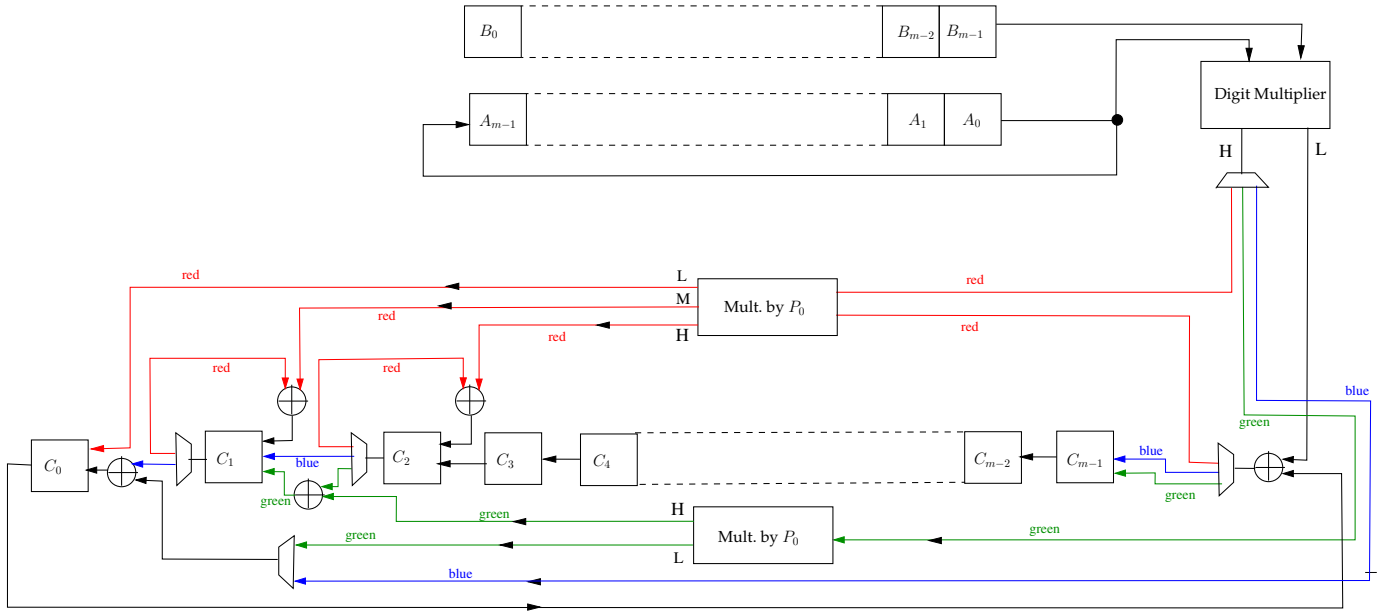 B_0
B_{m-2}
B_{m-1}
Digit Multiplier
A_{m-1}
A_1
A_0
H
L
red
L
M
H
Mult. by P_0
red
red
red
red
red
red
blue
green
C_0
C_1
blue
C_2
C_3
C_4
C_{m-2}
C_{m-1}
blue
green
green
green
H
L
Mult. by P_0
green
green
blue